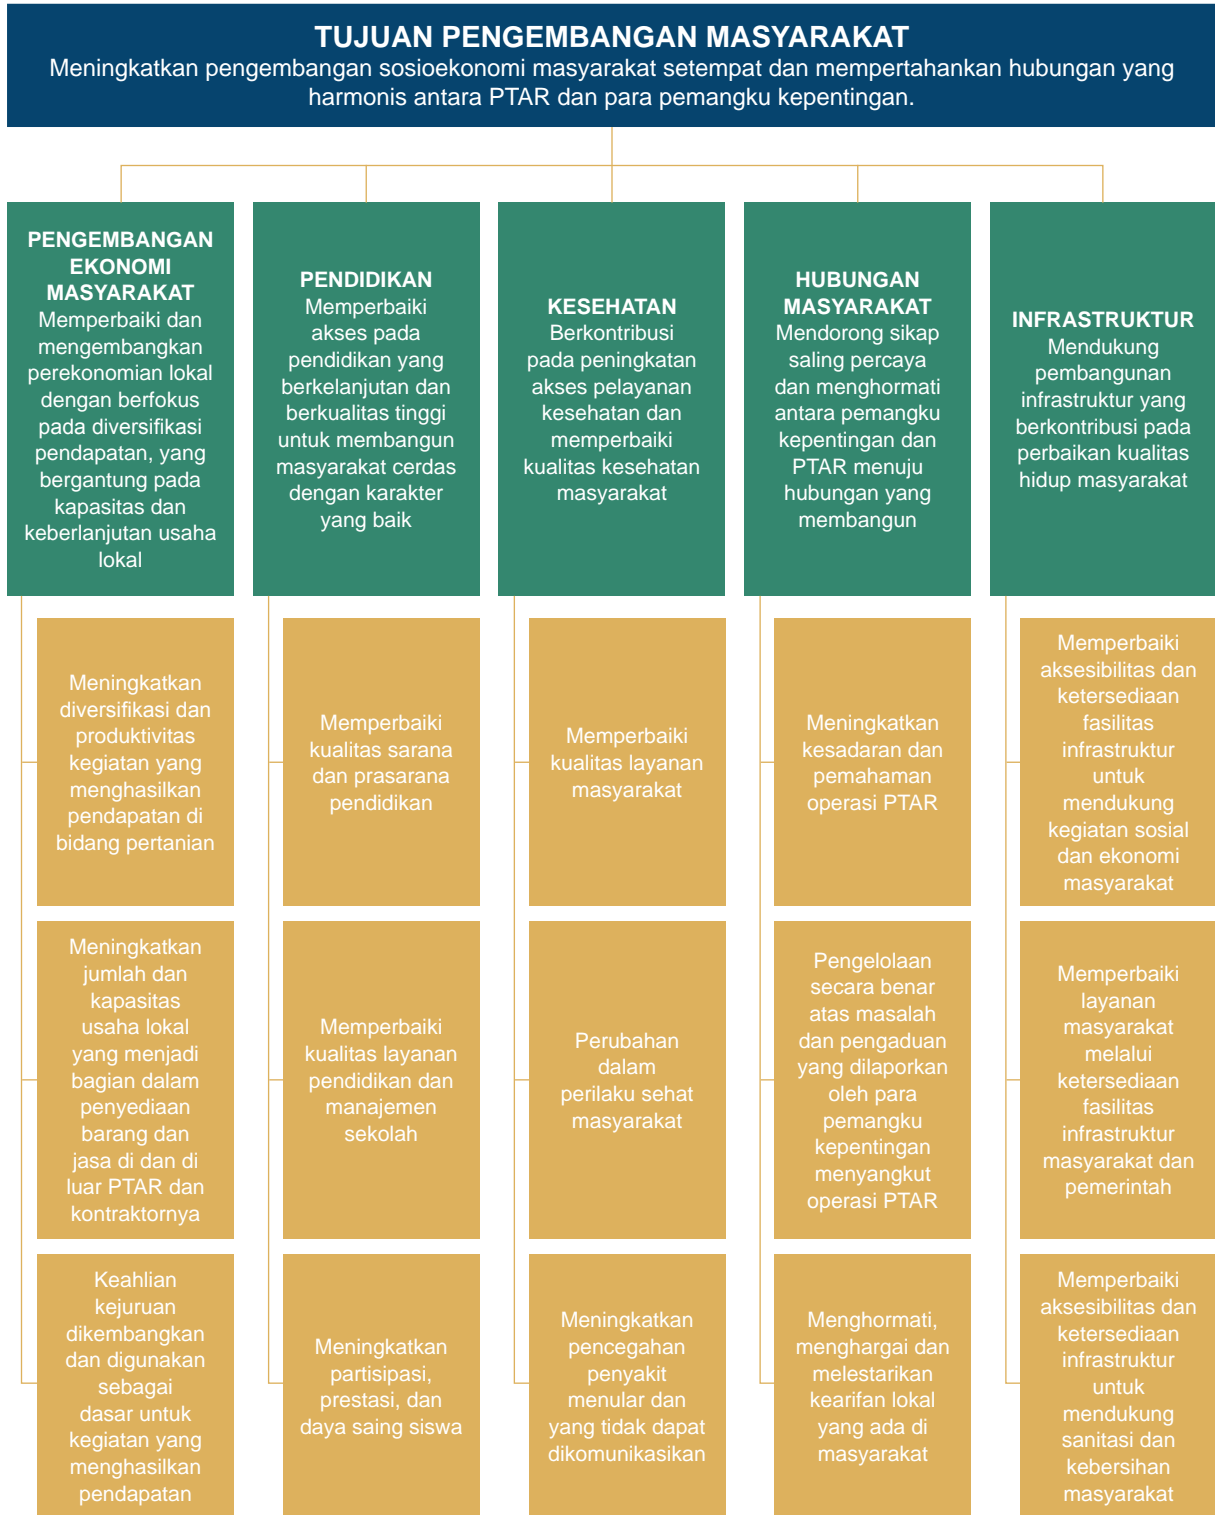 TUJUAN PENGEMBANGAN MASYARAKAT
Meningkatkan pengembangan sosioekonomi masyarakat setempat dan mempertahankan hubungan yang
harmonis antara PTAR dan para pemangku kepentingan.
PENGEMBANGAN
EKONOMI
MASYARAKAT
Memperbaiki dan
mengembangkan
perekonomian lokal
dengan berfokus
pada diversifikasi
pendapatan, yang
bergantung pada
kapasitas dan
keberlanjutan usaha
lokal
Meningkatkan
diversifikasi dan
produktivitas
kegiatan yang
menghasilkan
pendapatan di
bidang pertanian
Meningkatkan
jumlah dan
kapasitas
usaha lokal
yang menjadi
bagian dalam
penyediaan
barang dan
jasa di dan di
luar PTAR dan
kontraktornya
Keahlian
kejuruan
dikembangkan
dan digunakan
sebagai
dasar untuk
kegiatan yang
menghasilkan
pendapatan
PENDIDIKAN
Memperbaiki
akses pada
pendidikan yang
berkelanjutan dan
berkualitas tinggi
untuk membangun
masyarakat cerdas
dengan karakter
yang baik
Memperbaiki
kualitas sarana
dan prasarana
pendidikan
Memperbaiki
kualitas layanan
pendidikan dan
manajemen
sekolah
Meningkatkan
partisipasi,
prestasi, dan
daya saing siswa
KESEHATAN
Berkontribusi
pada peningkatan
akses pelayanan
kesehatan dan
memperbaiki
kualitas kesehatan
masyarakat
Memperbaiki
kualitas layanan
masyarakat
Perubahan
dalam
perilaku sehat
masyarakat
Meningkatkan
pencegahan
penyakit
menular dan
yang tidak dapat
dikomunikasikan
HUBUNGAN
MASYARAKAT
Mendorong sikap
saling percaya
dan menghormati
antara pemangku
kepentingan dan
PTAR menuju
hubungan yang
membangun
Meningkatkan
kesadaran dan
pemahaman
operasi PTAR
Pengelolaan
secara benar
atas masalah
dan pengaduan
yang dilaporkan
oleh para
pemangku
kepentingan
menyangkut
operasi PTAR
Menghormati,
menghargai dan
melestarikan
kearifan lokal
yang ada di
masyarakat
INFRASTRUKTUR
Mendukung
pembangunan
infrastruktur yang
berkontribusi pada
perbaikan kualitas
hidup masyarakat
Memperbaiki
aksesibilitas dan
ketersediaan
fasilitas
infrastruktur
untuk
mendukung
kegiatan sosial
dan ekonomi
masyarakat
Memperbaiki
layanan
masyarakat
melalui
ketersediaan
fasilitas
infrastruktur
masyarakat dan
pemerintah
Memperbaiki
aksesibilitas dan
ketersediaan
infrastruktur
untuk
mendukung
sanitasi dan
kebersihan
masyarakat